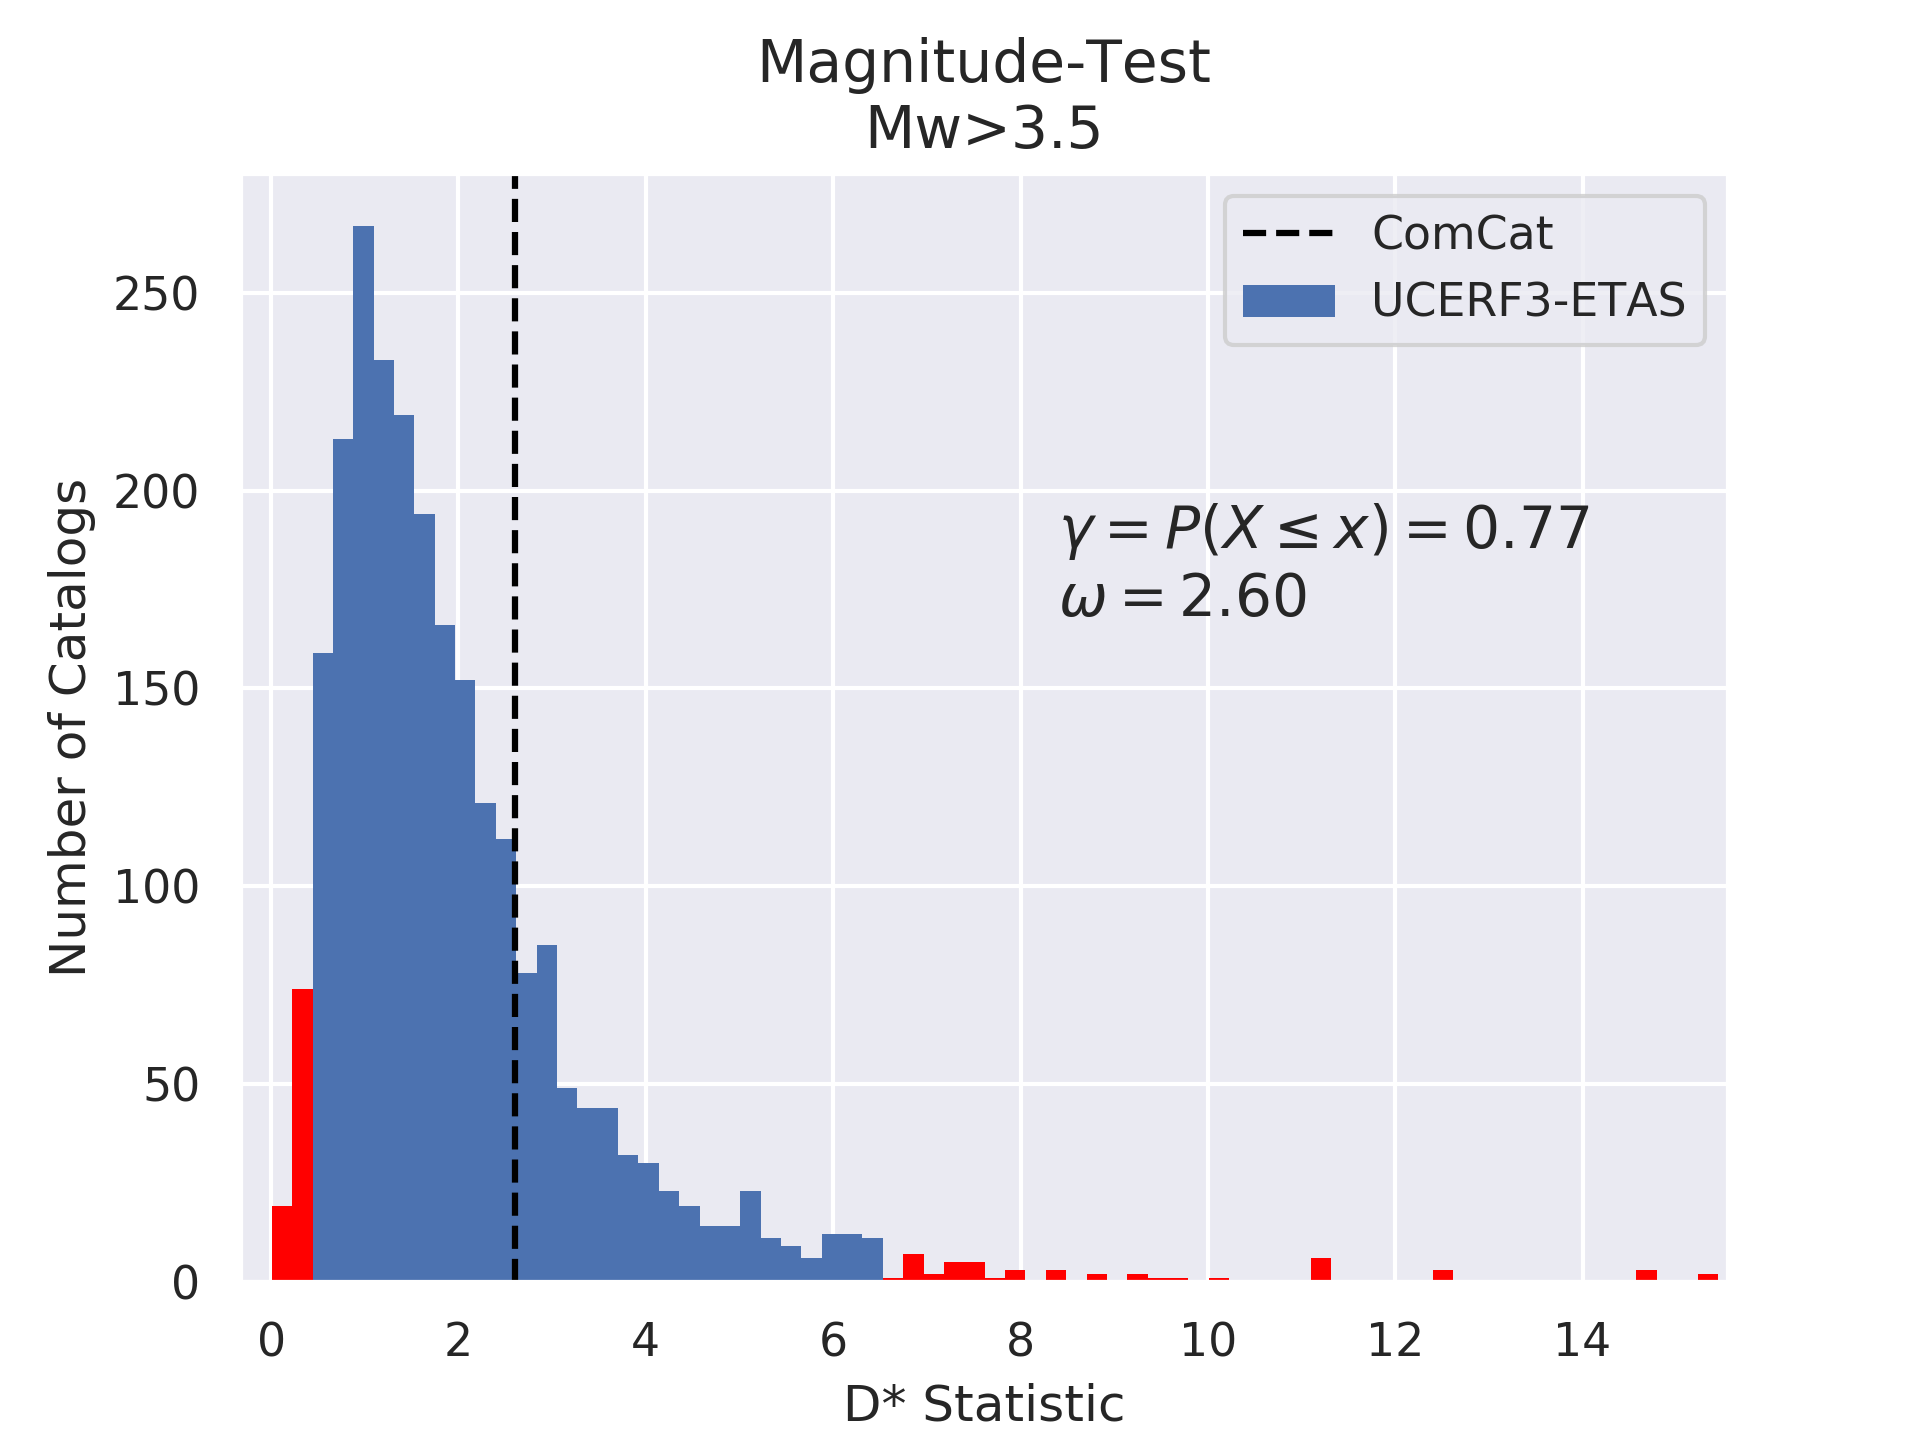 Magnitude-Test
Mw>3.5
ComCat
UCERF3-ETAS
γ = P(X ≤ x) = 0.77
ω = 2.60
Number of Catalogs
250
200
150
100
50
0
0 2 4 6 8 10 12 14
D* Statistic